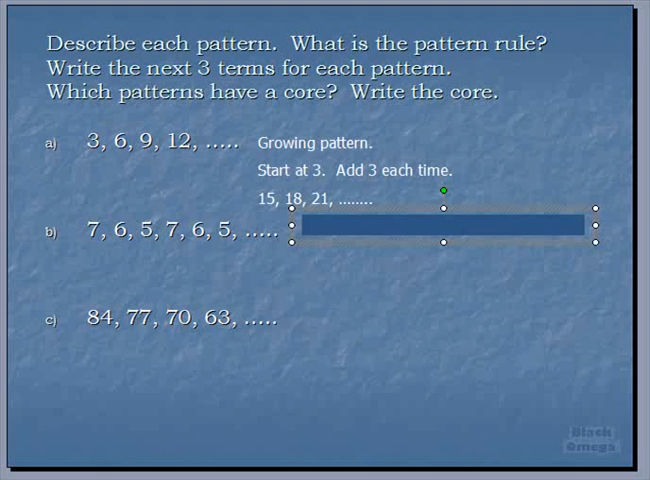 Describe each pattern. What is the pattern rule?
Write the next 3 terms for each pattern.
Which patterns have a core? Write the core.
a) 3, 6, 9, 12, ..... Growing pattern.
Start at 3. Add 3 each time.
15, 18, 21, ........
b) 7, 6, 5, 7, 6, 5, .....
c) 84, 77, 70, 63, .....
Black
Omega